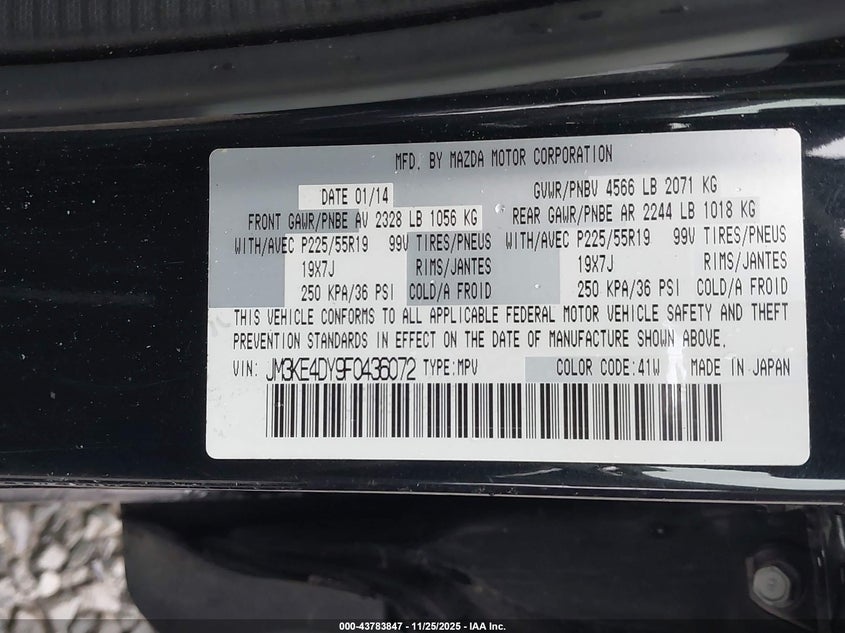 MFD. BY MAZDA MOTOR CORPORATION
DATE 01/14 GVWR/PNBV 4566 LB 2071 KG
FRONT GAWR/PNBE AV 2328 LB 1056 KG REAR GAWR/PNBE AR 2244 LB 1018 KG
WITH/AVEC P225/55R19 99V TIRES/PNEUS WITH/AVEC P225/55R19 99V TIRES/PNEUS
19X7J RIMS/JANTES 19X7J RIMS/JANTES
250 KPA/36 PSI COLD/A FROID 250 KPA/36 PSI COLD/A FROID
THIS VEHICLE CONFORMS TO ALL APPLICABLE FEDERAL MOTOR VEHICLE SAFETY AND THEFT
PREVENTION STANDARDS IN EFFECT ON THE DATE OF MANUFACTURE SHOWN ABOVE.
VIN: JM3KE4DY9F0436072 TYPE:MPV COLOR CODE:41W MADE IN JAPAN
000-43783847 - 11/25/2025 - IAA Inc.